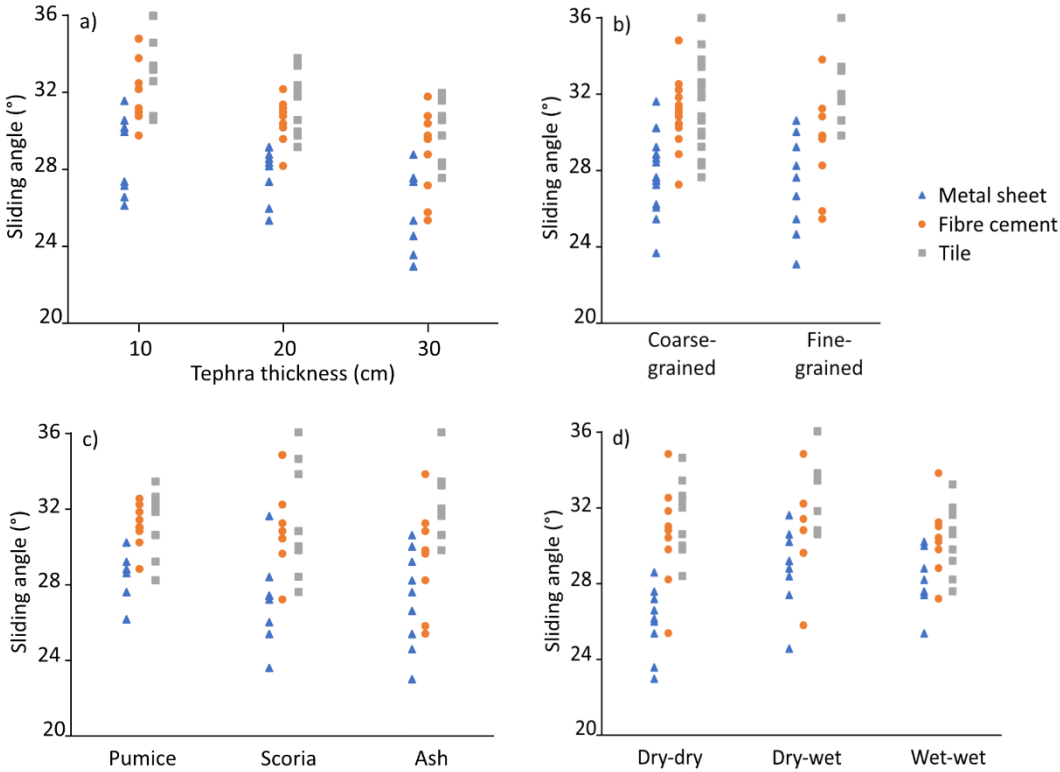 a)
36
32
28
24
20
Sliding angle (°)
10
20
30
Tephra thickness (cm)
b)
36
32
28
24
20
Sliding angle (°)
Coarse-
grained
Fine-
grained
Metal sheet
Fibre cement
Tile
c)
36
32
28
24
20
Sliding angle (°)
Pumice
Scoria
Ash
d)
36
32
28
24
20
Sliding angle (°)
Dry-dry
Dry-wet
Wet-wet